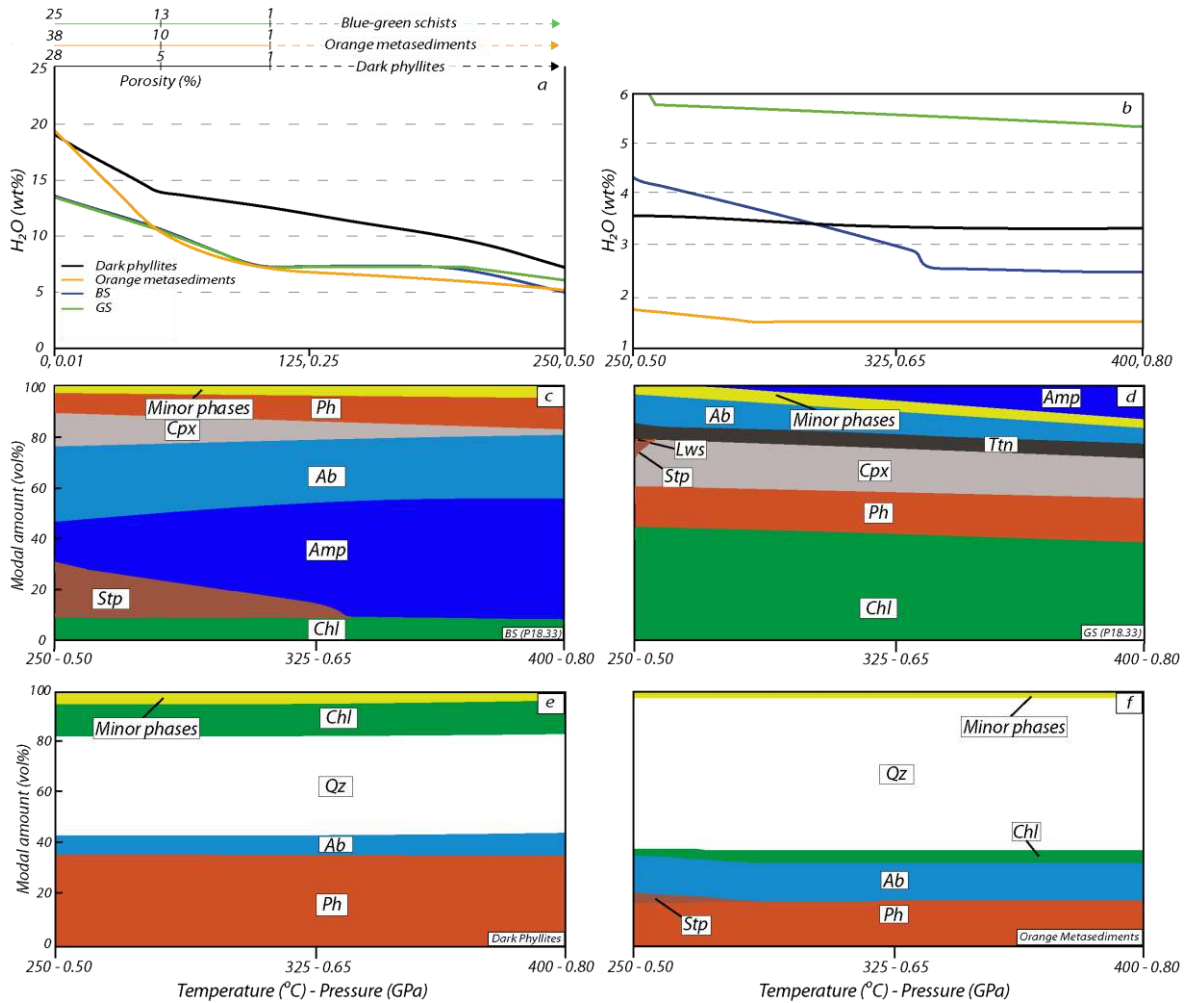 25 13 1 Blue-green schists
38 10 1 Orange metasediments
28 5 1 Dark phyllites
Porosity (%)
a
25
20
15
10
5
0
H2O (wt%)
Dark phyllites
Orange metasediments
BS
GS
0, 0.01 125, 0.25 250, 0.50
b
6
5
4
3
2
1
H2O (wt%)
250, 0.50 325, 0.65 400, 0.80
c
100
80
60
40
20
0
Modal amount (vol%)
Minor phases
Ph
Cpx
Ab
Amp
Stp
Chl
BS (P18.33)
250 - 0.50 325 - 0.65 400 - 0.80
d
Amp
Ab
Minor phases
Ttn
Lws
Stp
Cpx
Ph
Chl
GS (P18.33)
250 - 0.50 325 - 0.65 400 - 0.80
e
100
80
60
40
20
0
Modal amount (vol%)
Minor phases
Chl
Qz
Ab
Ph
Dark Phyllites
250 - 0.50 325 - 0.65 400 - 0.80
Temperature (°C) - Pressure (GPa)
f
Minor phases
Qz
Chl
Ab
Stp
Ph
Orange Metasediments
250 - 0.50 325 - 0.65 400 - 0.80
Temperature (°C) - Pressure (GPa)